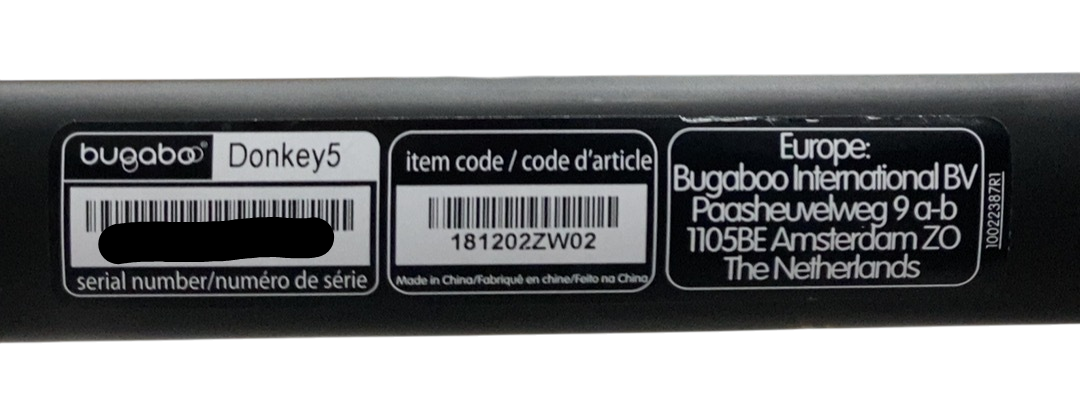 bugaboo® Donkey5
serial number/numéro de série
item code / code d'article
181202ZW02
Made in China/Fabriqué en chine/Feito na China
Europe:
Bugaboo International BV
Paasheuvelweg 9 a-b
1105BE Amsterdam ZO
The Netherlands
10022387R1